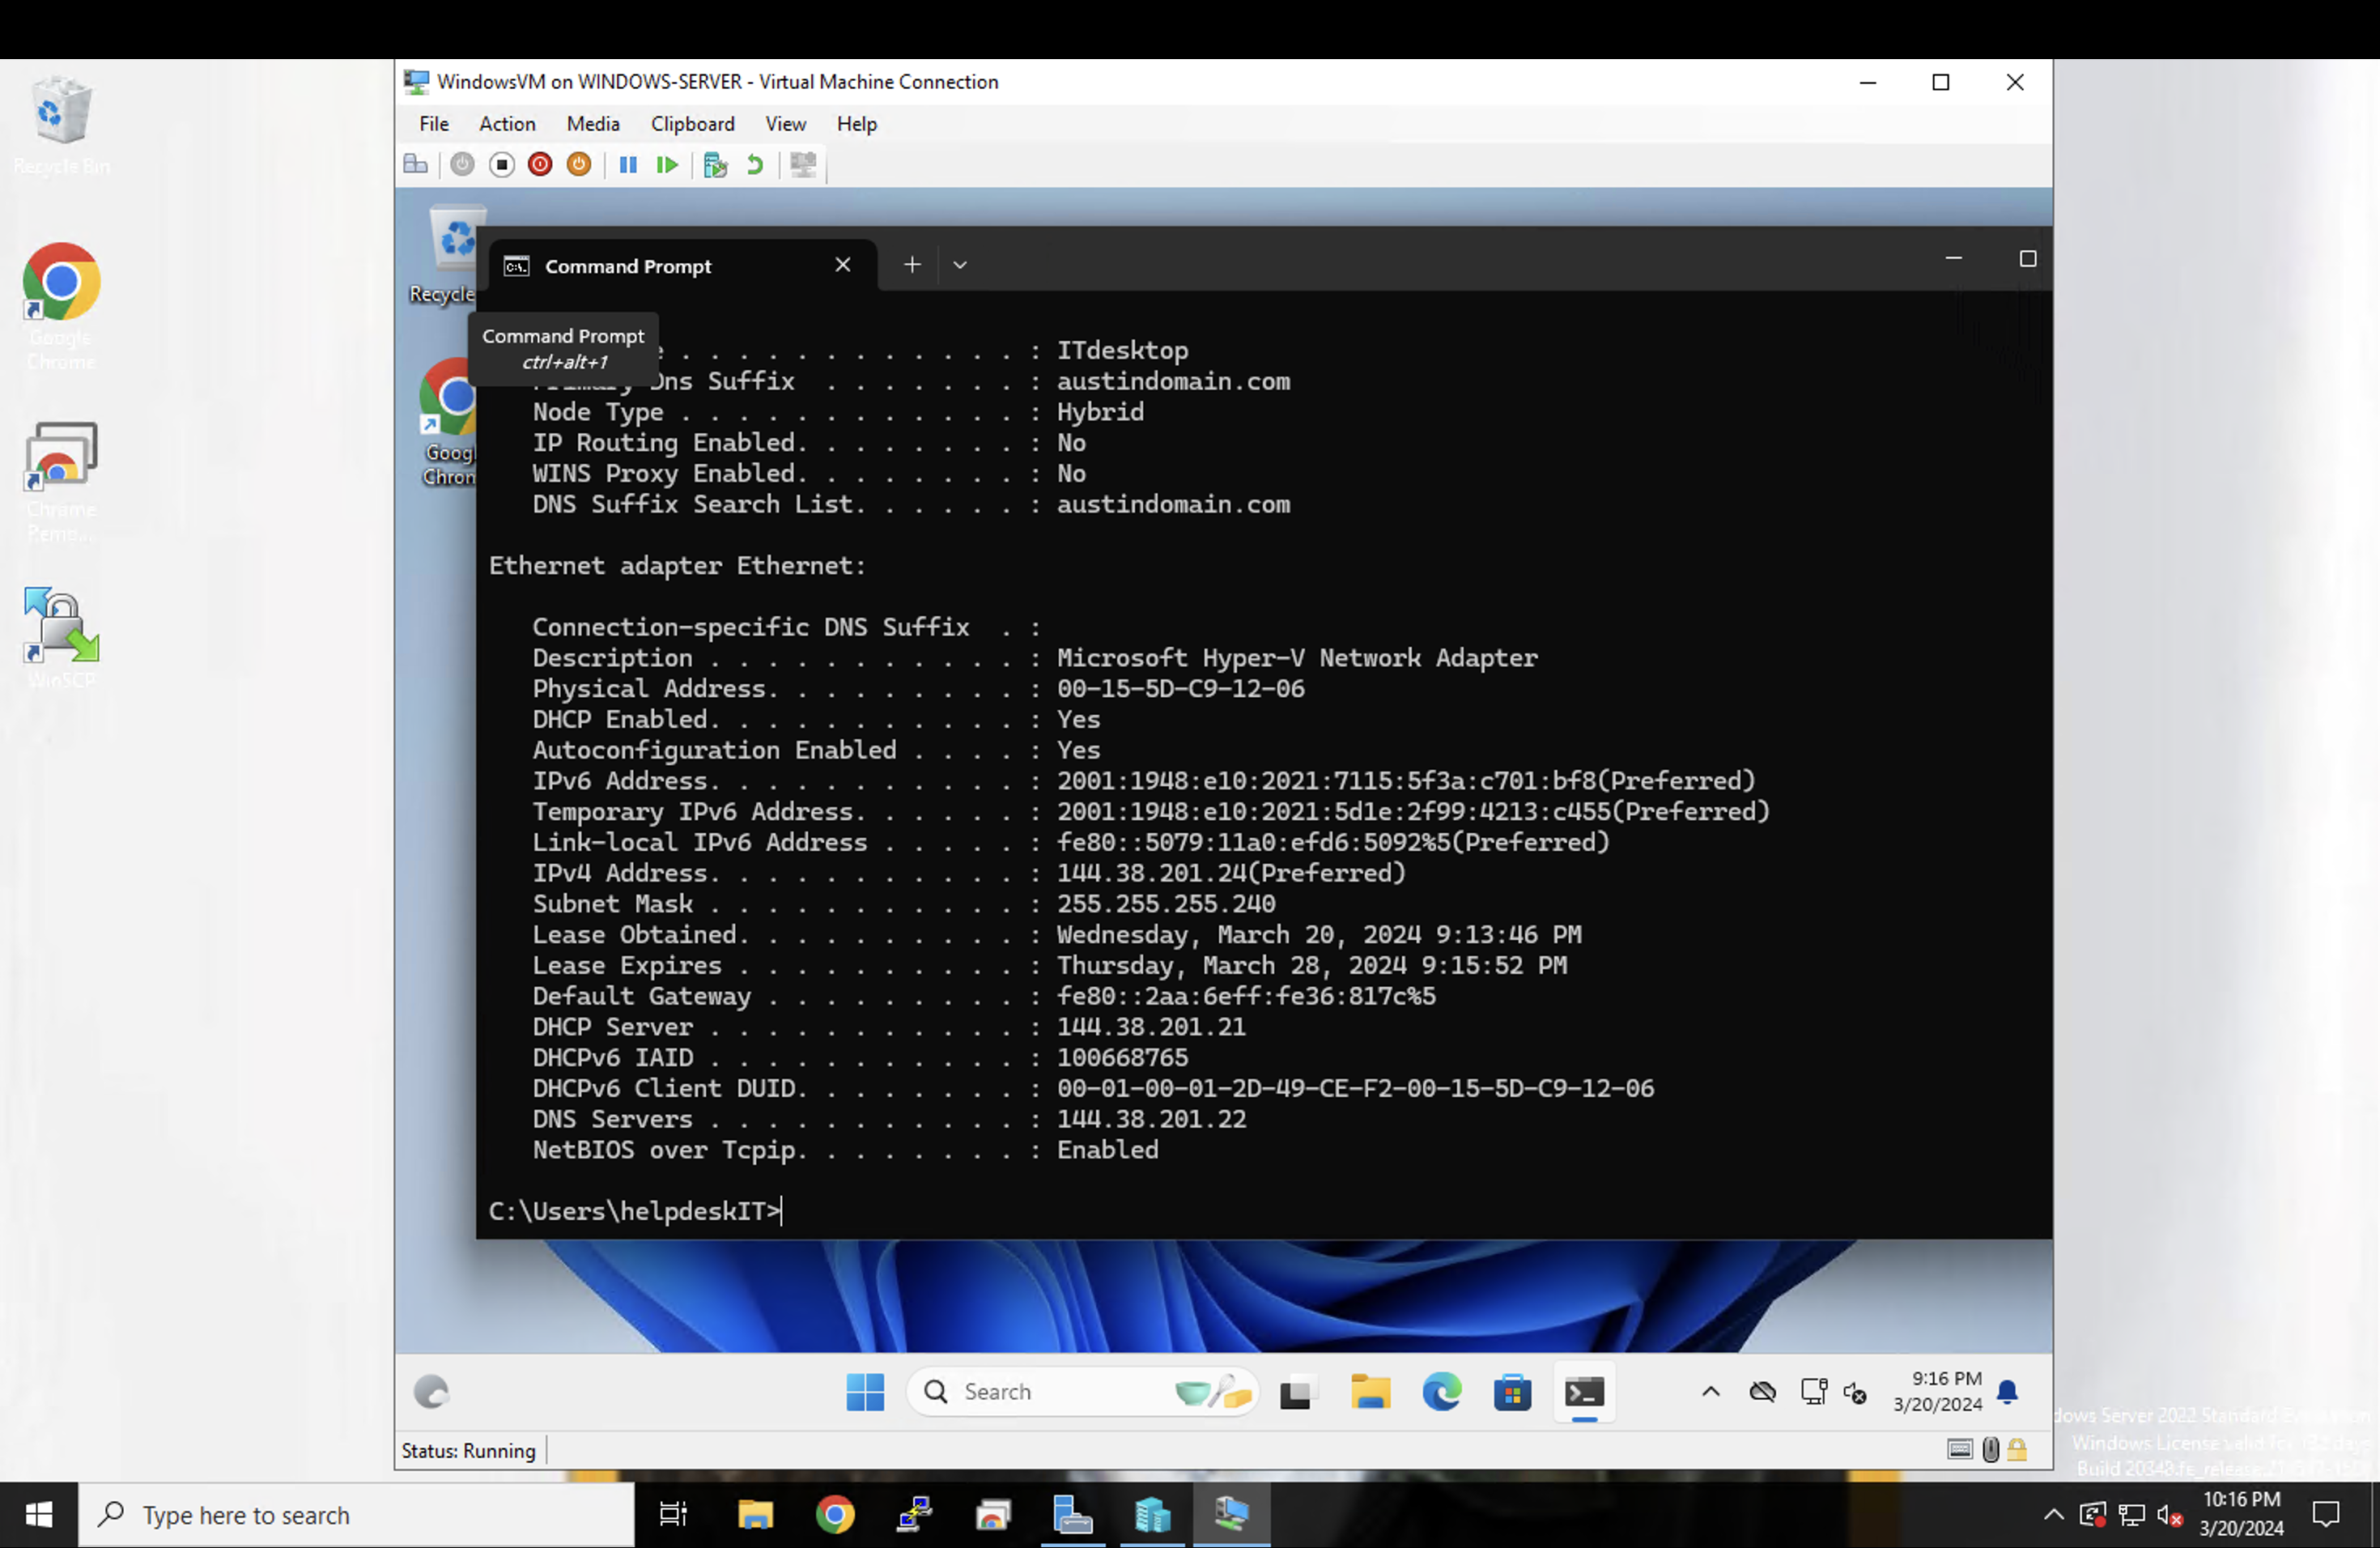 Recycle Bin
Google
Chrome
Chrome
Remo...
WinSCP
WindowsVM on WINDOWS-SERVER - Virtual Machine Connection
File Action Media Clipboard View Help
Recycle
Command Prompt
Command Prompt
ctrl+alt+1
e . . . . . . . . . . . . : ITdesktop
Primary Dns Suffix . . . . . . . : austindomain.com
Node Type . . . . . . . . . . . . : Hybrid
IP Routing Enabled. . . . . . . . : No
WINS Proxy Enabled. . . . . . . . : No
DNS Suffix Search List. . . . . . : austindomain.com
Googl
Chron
Ethernet adapter Ethernet:
Connection-specific DNS Suffix . :
Description . . . . . . . . . . . : Microsoft Hyper-V Network Adapter
Physical Address. . . . . . . . . : 00-15-5D-C9-12-06
DHCP Enabled. . . . . . . . . . . : Yes
Autoconfiguration Enabled . . . . : Yes
IPv6 Address. . . . . . . . . . . : 2001:1948:e10:2021:7115:5f3a:c701:bf8(Preferred)
Temporary IPv6 Address. . . . . . : 2001:1948:e10:2021:5d1e:2f99:4213:c455(Preferred)
Link-local IPv6 Address . . . . . : fe80::5079:11a0:efd6:5092%5(Preferred)
IPv4 Address. . . . . . . . . . . : 144.38.201.24(Preferred)
Subnet Mask . . . . . . . . . . . : 255.255.255.240
Lease Obtained. . . . . . . . . . : Wednesday, March 20, 2024 9:13:46 PM
Lease Expires . . . . . . . . . . : Thursday, March 28, 2024 9:15:52 PM
Default Gateway . . . . . . . . . : fe80::2aa:6eff:fe36:817c%5
DHCP Server . . . . . . . . . . . : 144.38.201.21
DHCPv6 IAID . . . . . . . . . . . : 100668765
DHCPv6 Client DUID. . . . . . . . : 00-01-00-01-2D-49-CE-F2-00-15-5D-C9-12-06
DNS Servers . . . . . . . . . . . : 144.38.201.22
NetBIOS over Tcpip. . . . . . . . : Enabled
C:\Users\helpdeskIT>
Search
9:16 PM
3/20/2024
Status: Running
dows Server 2022 Standard
Windows License valid for days
Build 20348.fe_release
Type here to search
10:16 PM
3/20/2024